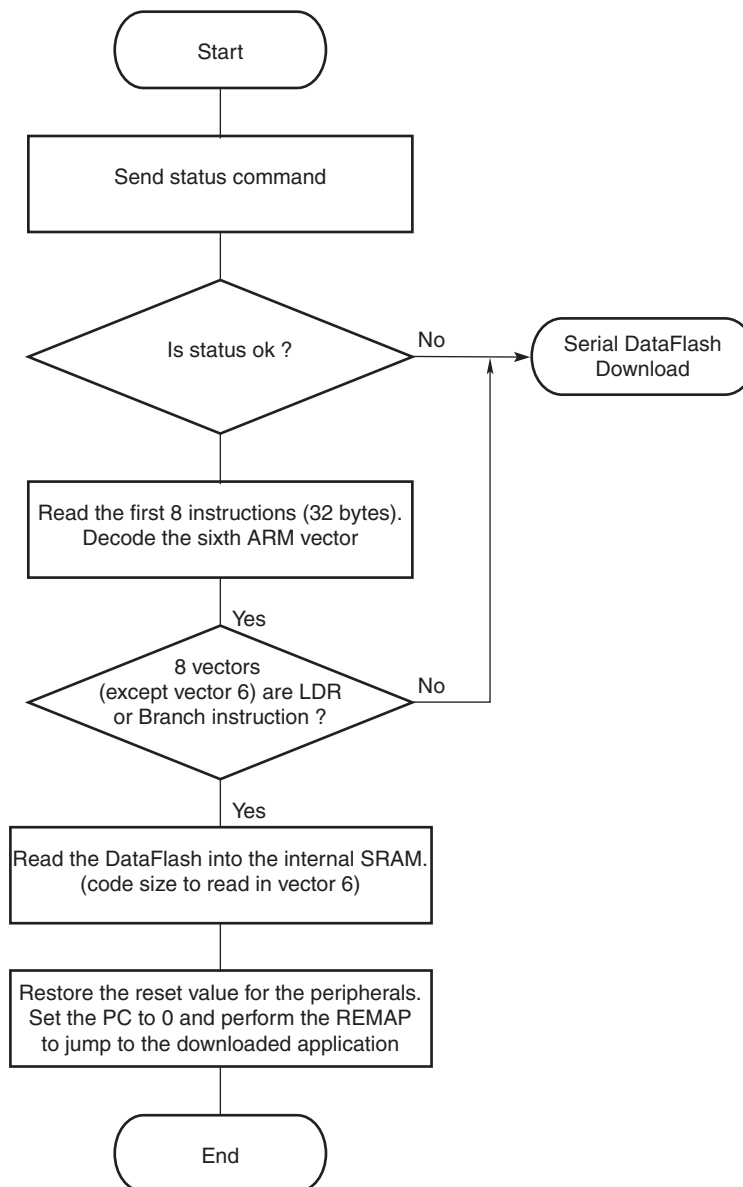 Start
Send status command
Is status ok ?
No
Serial DataFlash
Download
Read the first 8 instructions (32 bytes).
Decode the sixth ARM vector
Yes
8 vectors
(except vector 6) are LDR
or Branch instruction ?
No
Yes
Read the DataFlash into the internal SRAM.
(code size to read in vector 6)
Restore the reset value for the peripherals.
Set the PC to 0 and perform the REMAP
to jump to the downloaded application
End